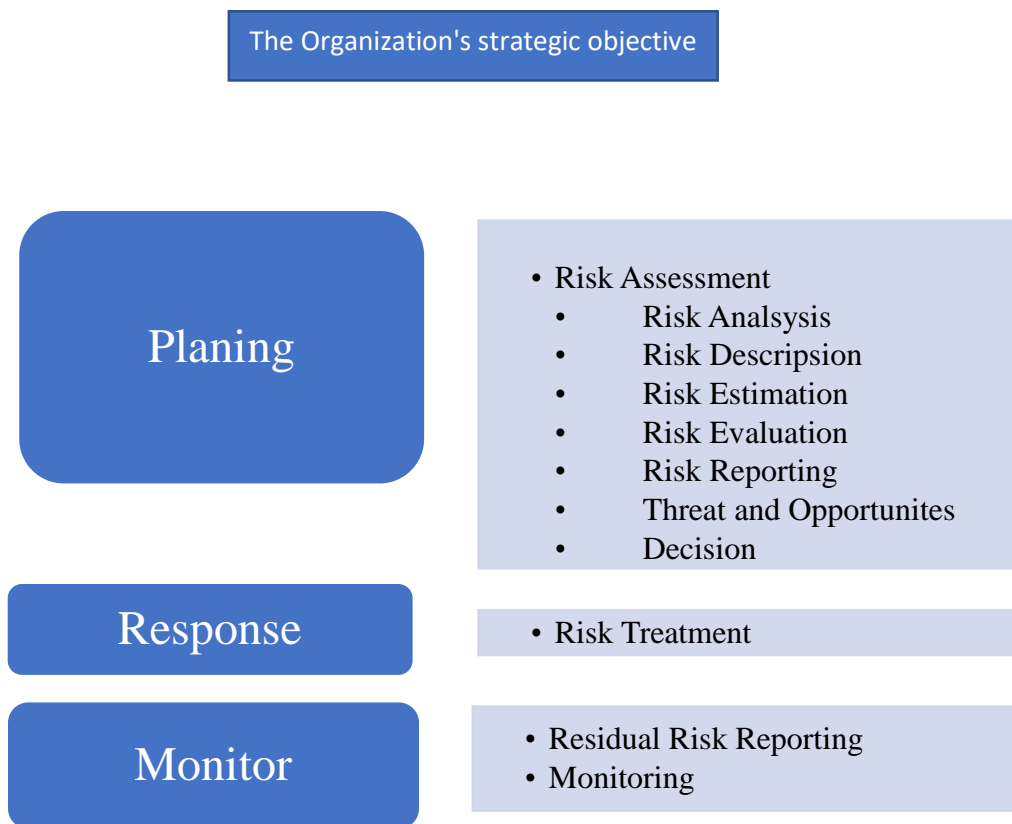 The Organization's strategic objective
Planing
• Risk Assessment
• Risk Analsysis
• Risk Descripsion
• Risk Estimation
• Risk Evaluation
• Risk Reporting
• Threat and Opportunites
• Decision
Response
• Risk Treatment
Monitor
• Residual Risk Reporting
• Monitoring